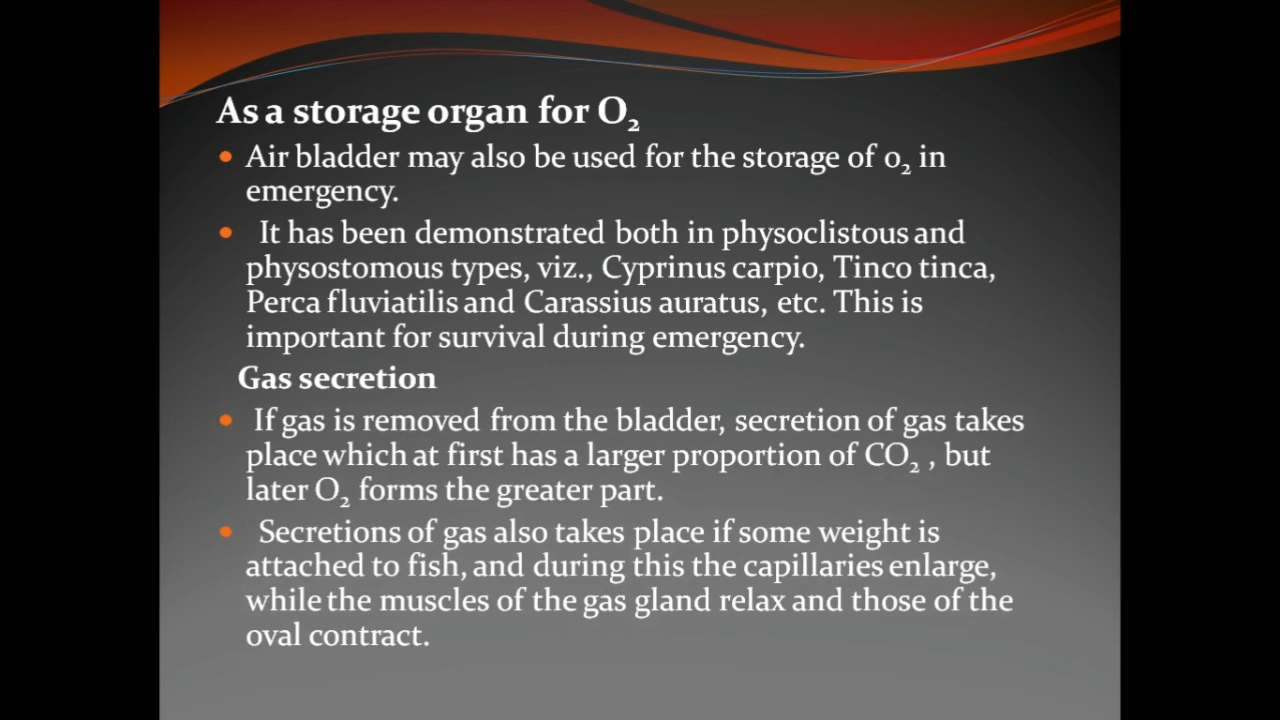 As a storage organ for O₂
• Air bladder may also be used for the storage of o₂ in
emergency.
• It has been demonstrated both in physoclistous and
physostomous types, viz., Cyprinus carpio, Tinco tinca,
Perca fluviatilis and Carassius auratus, etc. This is
important for survival during emergency.
Gas secretion
• If gas is removed from the bladder, secretion of gas takes
place which at first has a larger proportion of CO₂ , but
later O₂ forms the greater part.
• Secretions of gas also takes place if some weight is
attached to fish, and during this the capillaries enlarge,
while the muscles of the gas gland relax and those of the
oval contract.